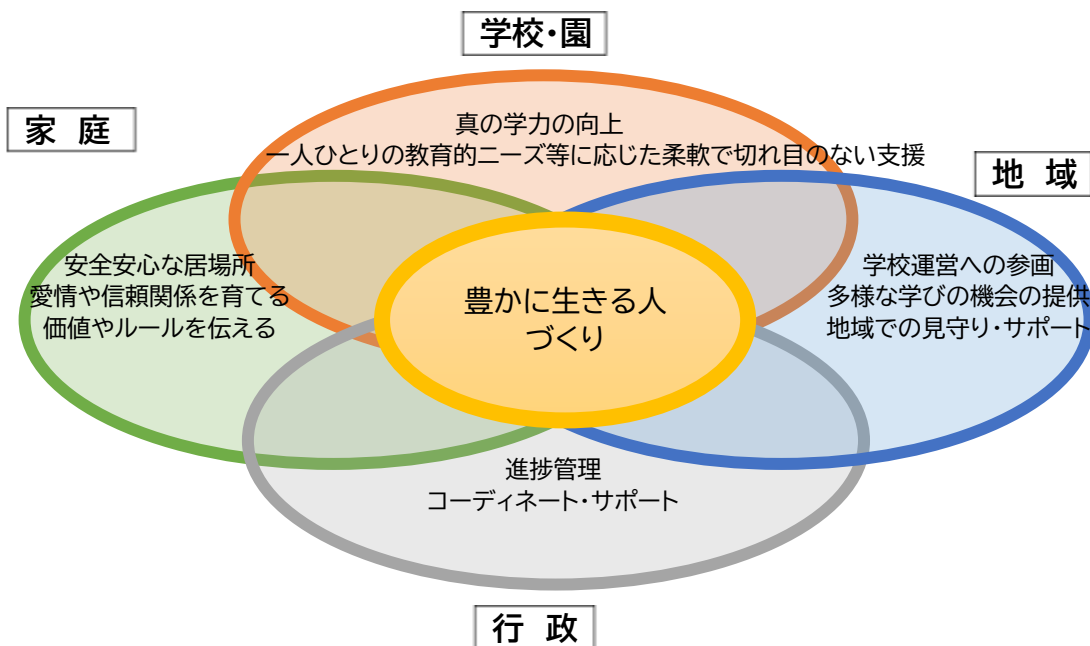 学校・園
家 庭
真の学力の向上
一人ひとりの教育的ニーズ等に応じた柔軟で切れ目のない支援
地 域
安全安心な居場所
愛情や信頼関係を育てる
価値やルールを伝える
豊かに生きる人
づくり
学校運営への参画
多様な学びの機会の提供
地域での見守り・サポート
進捗管理
コーディネート・サポート
行 政